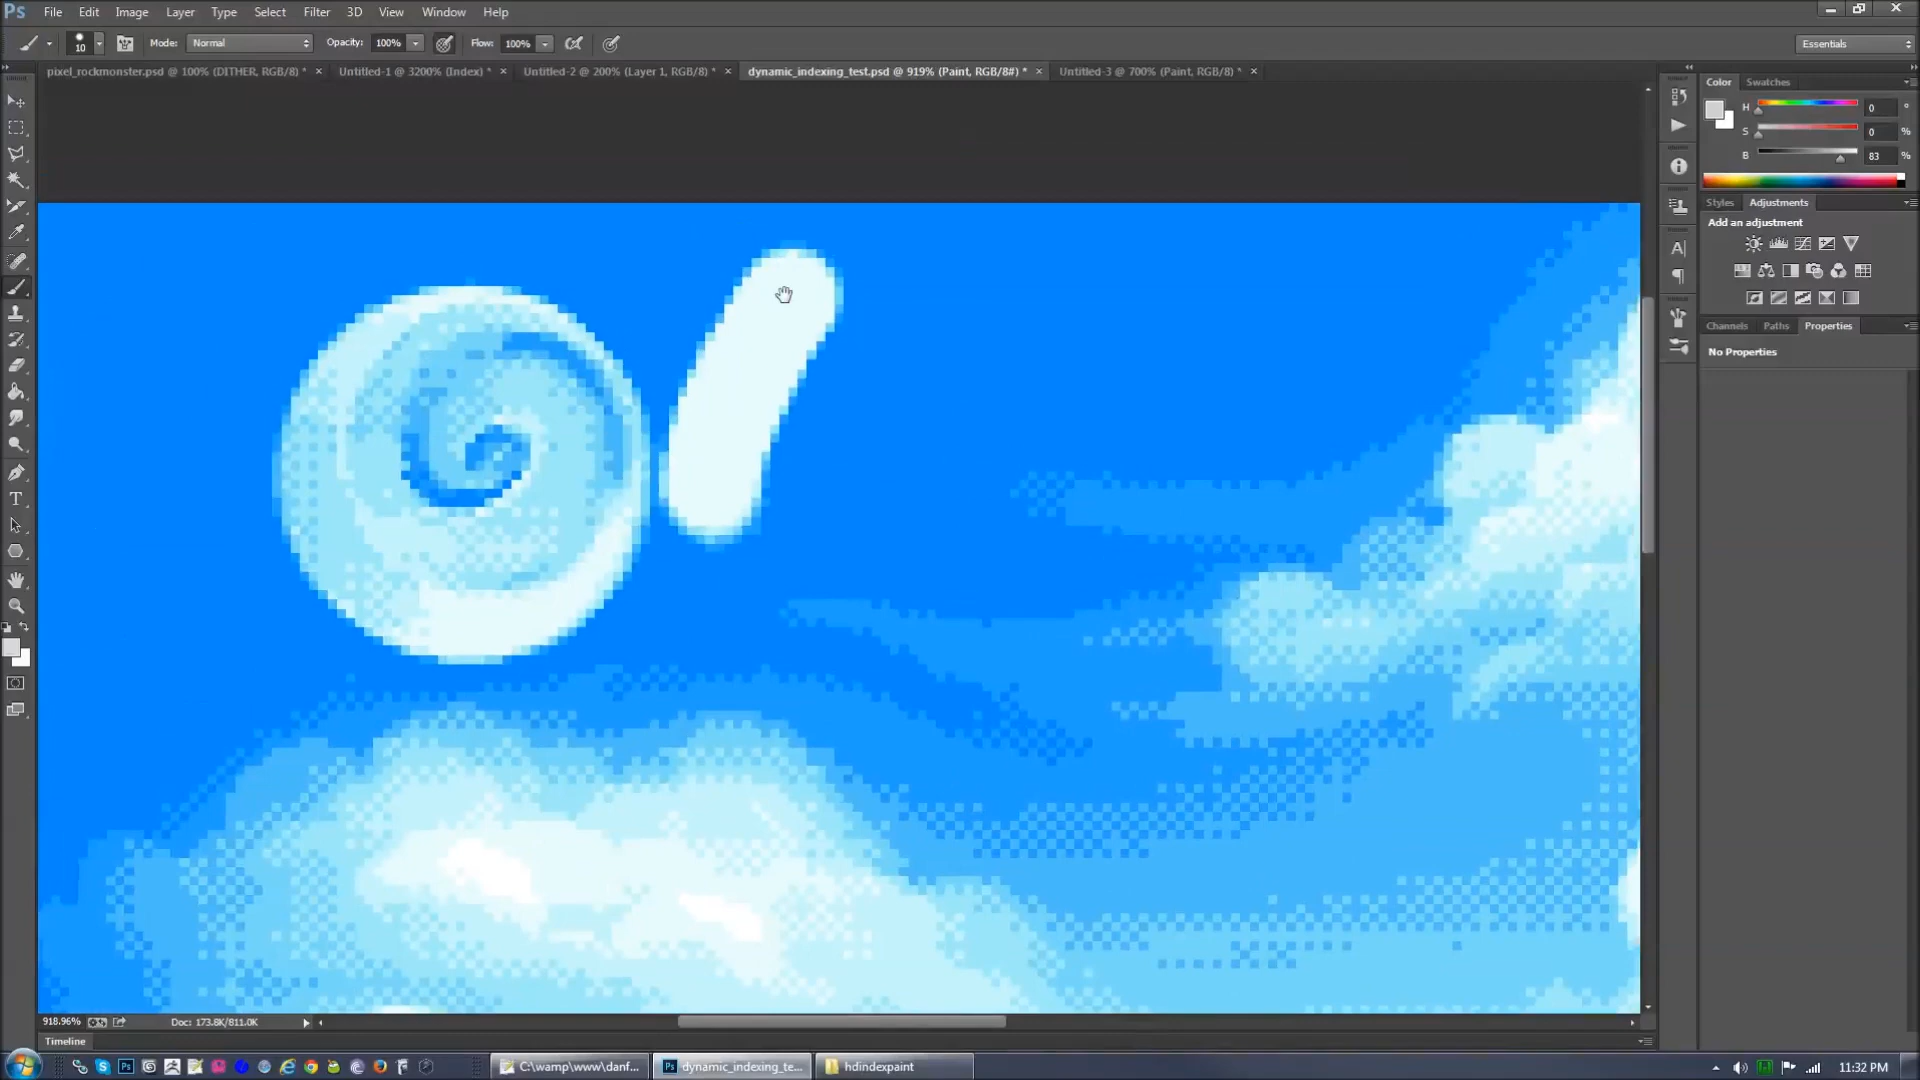 Ps File Edit Image Layer Type Select Filter 3D View Window Help
10 Mode: Normal Opacity: 100% Flow: 100% Essentials
pixel_rockmonster.psd @ 100% (DITHER, RGB/8) * × Untitled-1 @ 3200% (Index) * × Untitled-2 @ 200% (Layer 1, RGB/8) * × dynamic_indexing_test.psd @ 919% (Paint, RGB/8#) * × Untitled-3 @ 700% (Paint, RGB/8) * ×
Color Swatches
H 0 °
S 0 %
B 83 %
Styles Adjustments
Add an adjustment
Channels Paths Properties
No Properties
918.96% Doc: 173.8K/811.0K
Timeline
C:\wamp\www\danf... dynamic_indexing_te... hdindexpaint 11:32 PM